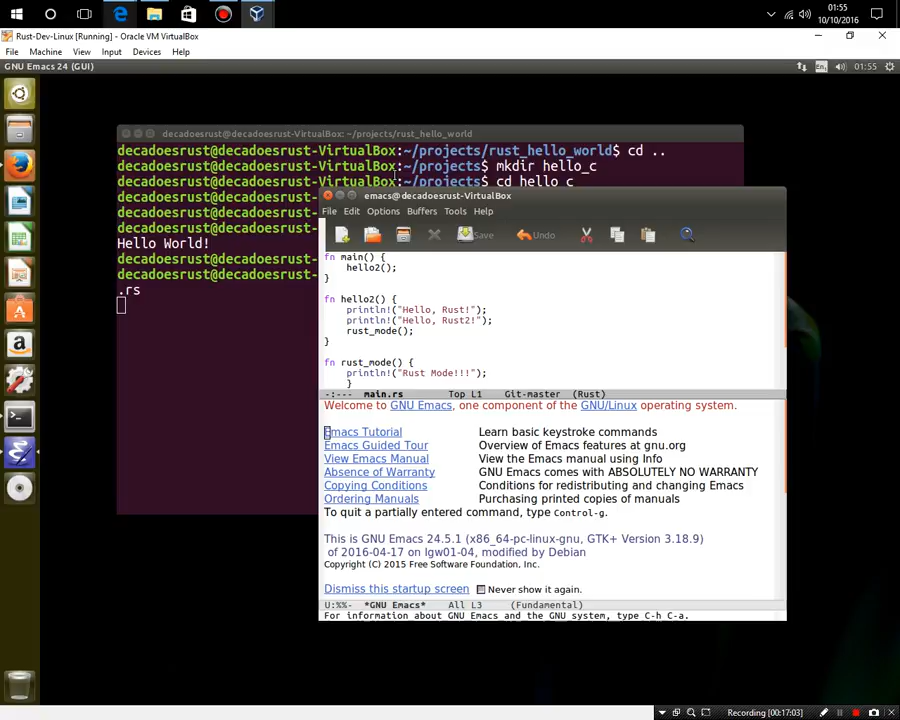 01:55
10/10/2016
Rust-Dev-Linux [Running] - Oracle VM VirtualBox
File Machine View Input Devices Help
GNU Emacs 24 (GUI)
En
01:55
decadoesrust@decadoesrust-VirtualBox: ~/projects/rust_hello_world
decadoesrust@decadoesrust-VirtualBox:~/projects/rust_hello_world$ cd ..
decadoesrust@decadoesrust-VirtualBox:~/projects$ mkdir hello_c
decadoesrust@decadoesrust-VirtualBox:~/projects$ cd hello_c
decadoesrust@decadoesrust-
decadoesrust@decadoesrust-
decadoesrust@decadoesrust-
Hello World!
decadoesrust@decadoesrust-
decadoesrust@decadoesrust-
.rs
emacs@decadoesrust-VirtualBox
File Edit Options Buffers Tools Help
Save Undo
fn main() {
hello2();
}
fn hello2() {
println!("Hello, Rust!");
println!("Hello, Rust2!");
rust_mode();
}
fn rust_mode() {
println!("Rust Mode!!!");
}
-:--- main.rs Top L1 Git-master (Rust)
Welcome to GNU Emacs, one component of the GNU/Linux operating system.
Emacs Tutorial Learn basic keystroke commands
Emacs Guided Tour Overview of Emacs features at gnu.org
View Emacs Manual View the Emacs manual using Info
Absence of Warranty GNU Emacs comes with ABSOLUTELY NO WARRANTY
Copying Conditions Conditions for redistributing and changing Emacs
Ordering Manuals Purchasing printed copies of manuals
To quit a partially entered command, type Control-g.
This is GNU Emacs 24.5.1 (x86_64-pc-linux-gnu, GTK+ Version 3.18.9)
of 2016-04-17 on lgw01-04, modified by Debian
Copyright (C) 2015 Free Software Foundation, Inc.
Dismiss this startup screen Never show it again.
U:%%- *GNU Emacs* All L3 (Fundamental)
For information about GNU Emacs and the GNU system, type C-h C-a.
Recording [00:17:03]